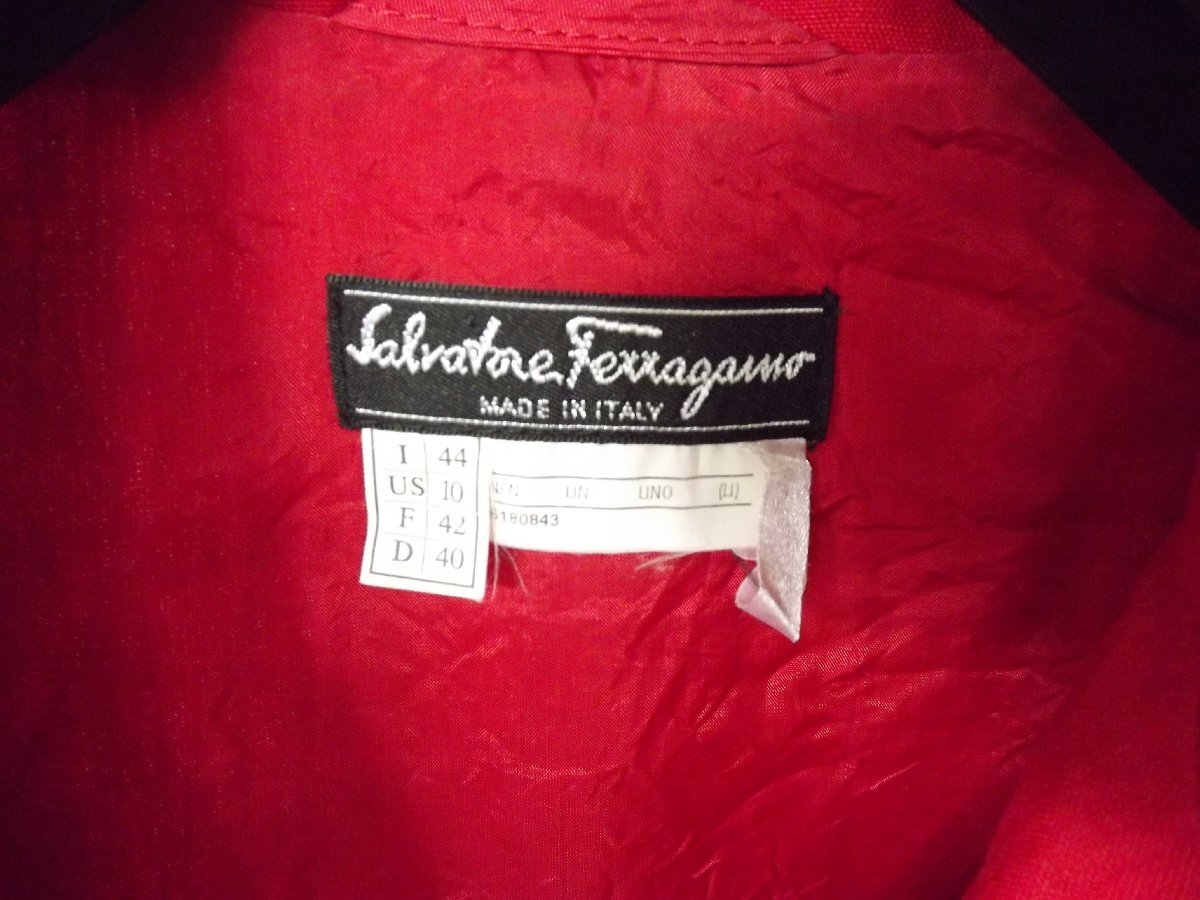 Salvatore Ferragamo
MADE IN ITALY
I 44
US 10
F 42
D 40
LIN LINO (LI)
180843